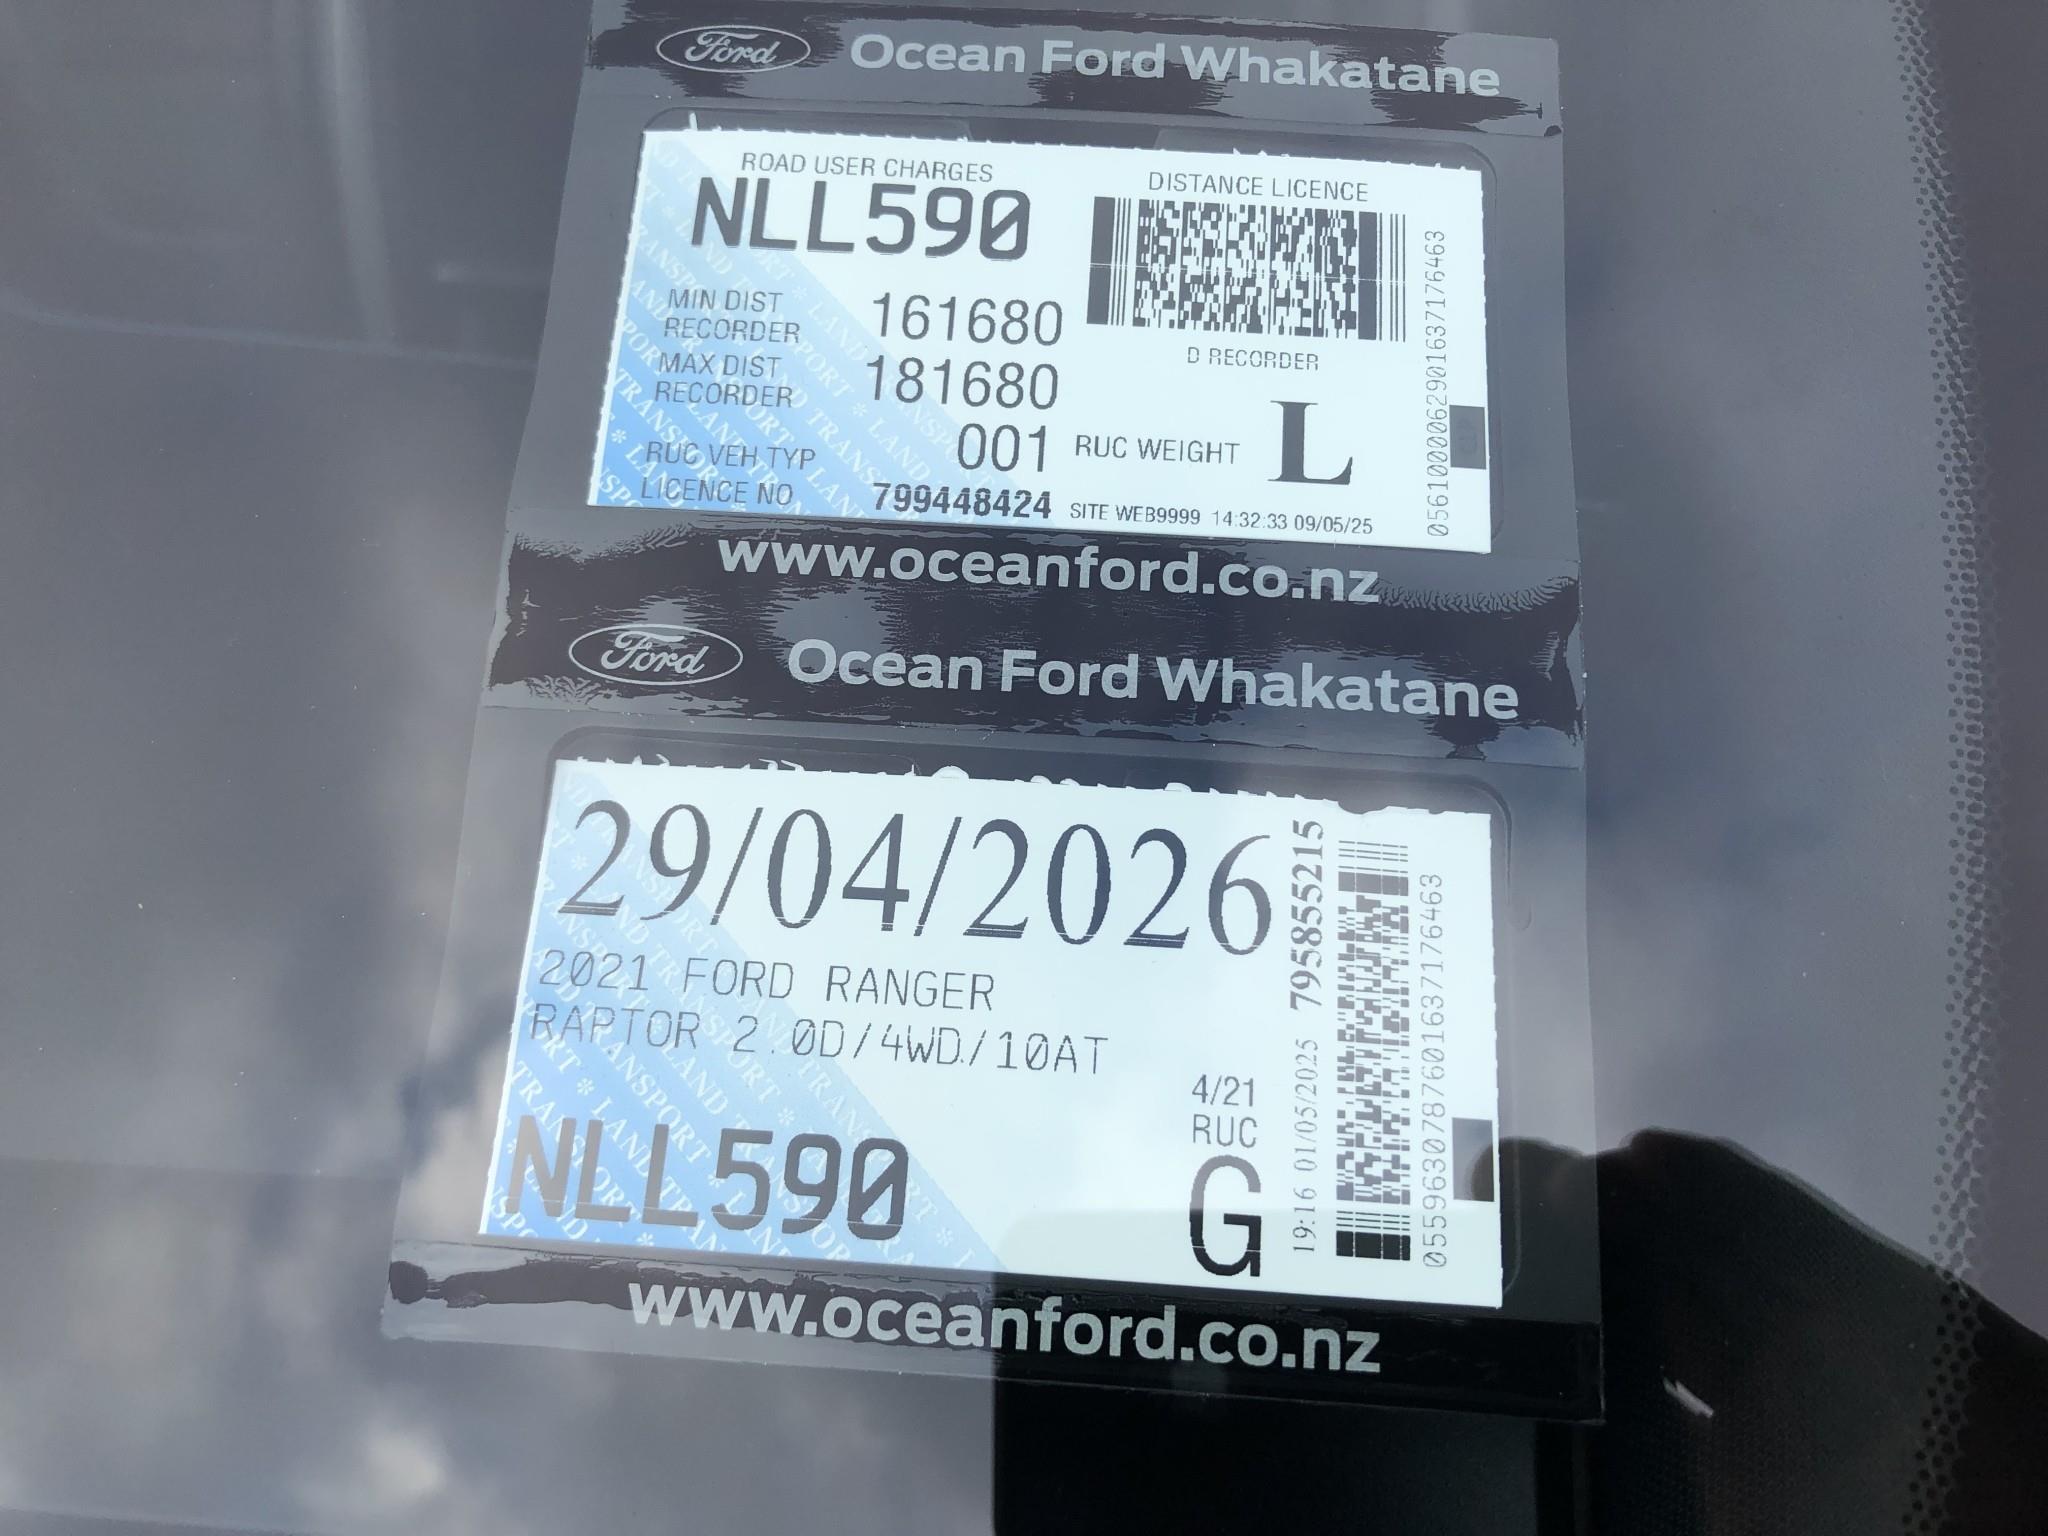 Ford Ocean Ford Whakatane
ROAD USER CHARGES
NLL590
DISTANCE LICENCE
MIN DIST RECORDER 161680
MAX DIST RECORDER 181680
D RECORDER
RUC VEH TYP 001 RUC WEIGHT L
LICENCE NO 799448424 SITE WEB9999 14:32:33 09/05/25
0561000006290163717 6463
www.oceanford.co.nz
Ford Ocean Ford Whakatane
29/04/2026
2021 FORD RANGER
RAPTOR 2.0D/4WD/10AT
4/21
RUC
NLL590 G
19:16 01/05/2025 795855215
0559630787601637176463
www.oceanford.co.nz